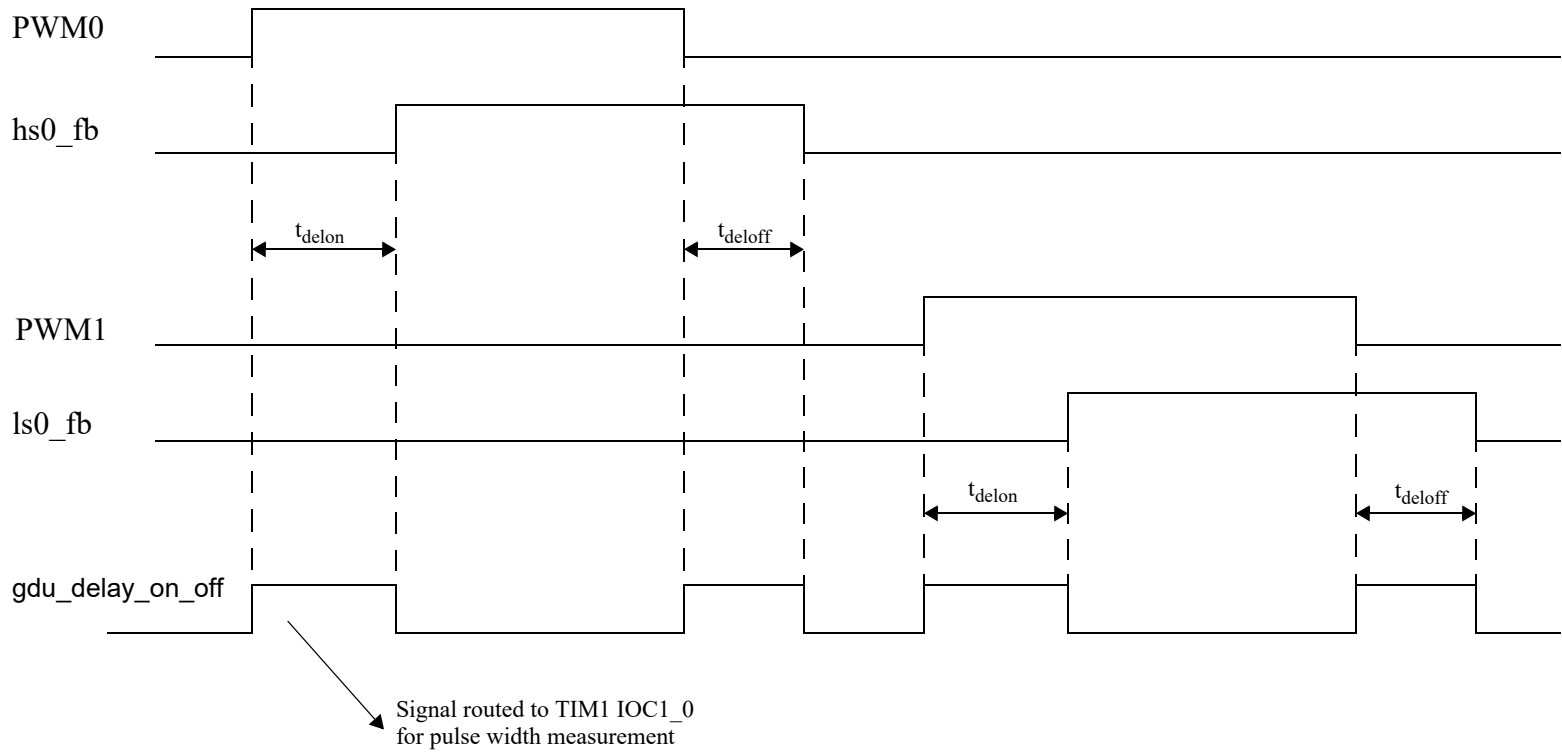 PWM0
hs0_fb
tdelon
tdeloff
PWM1
ls0_fb
tdelon
tdeloff
gdu_delay_on_off
Signal routed to TIM1 IOC1_0
for pulse width measurement